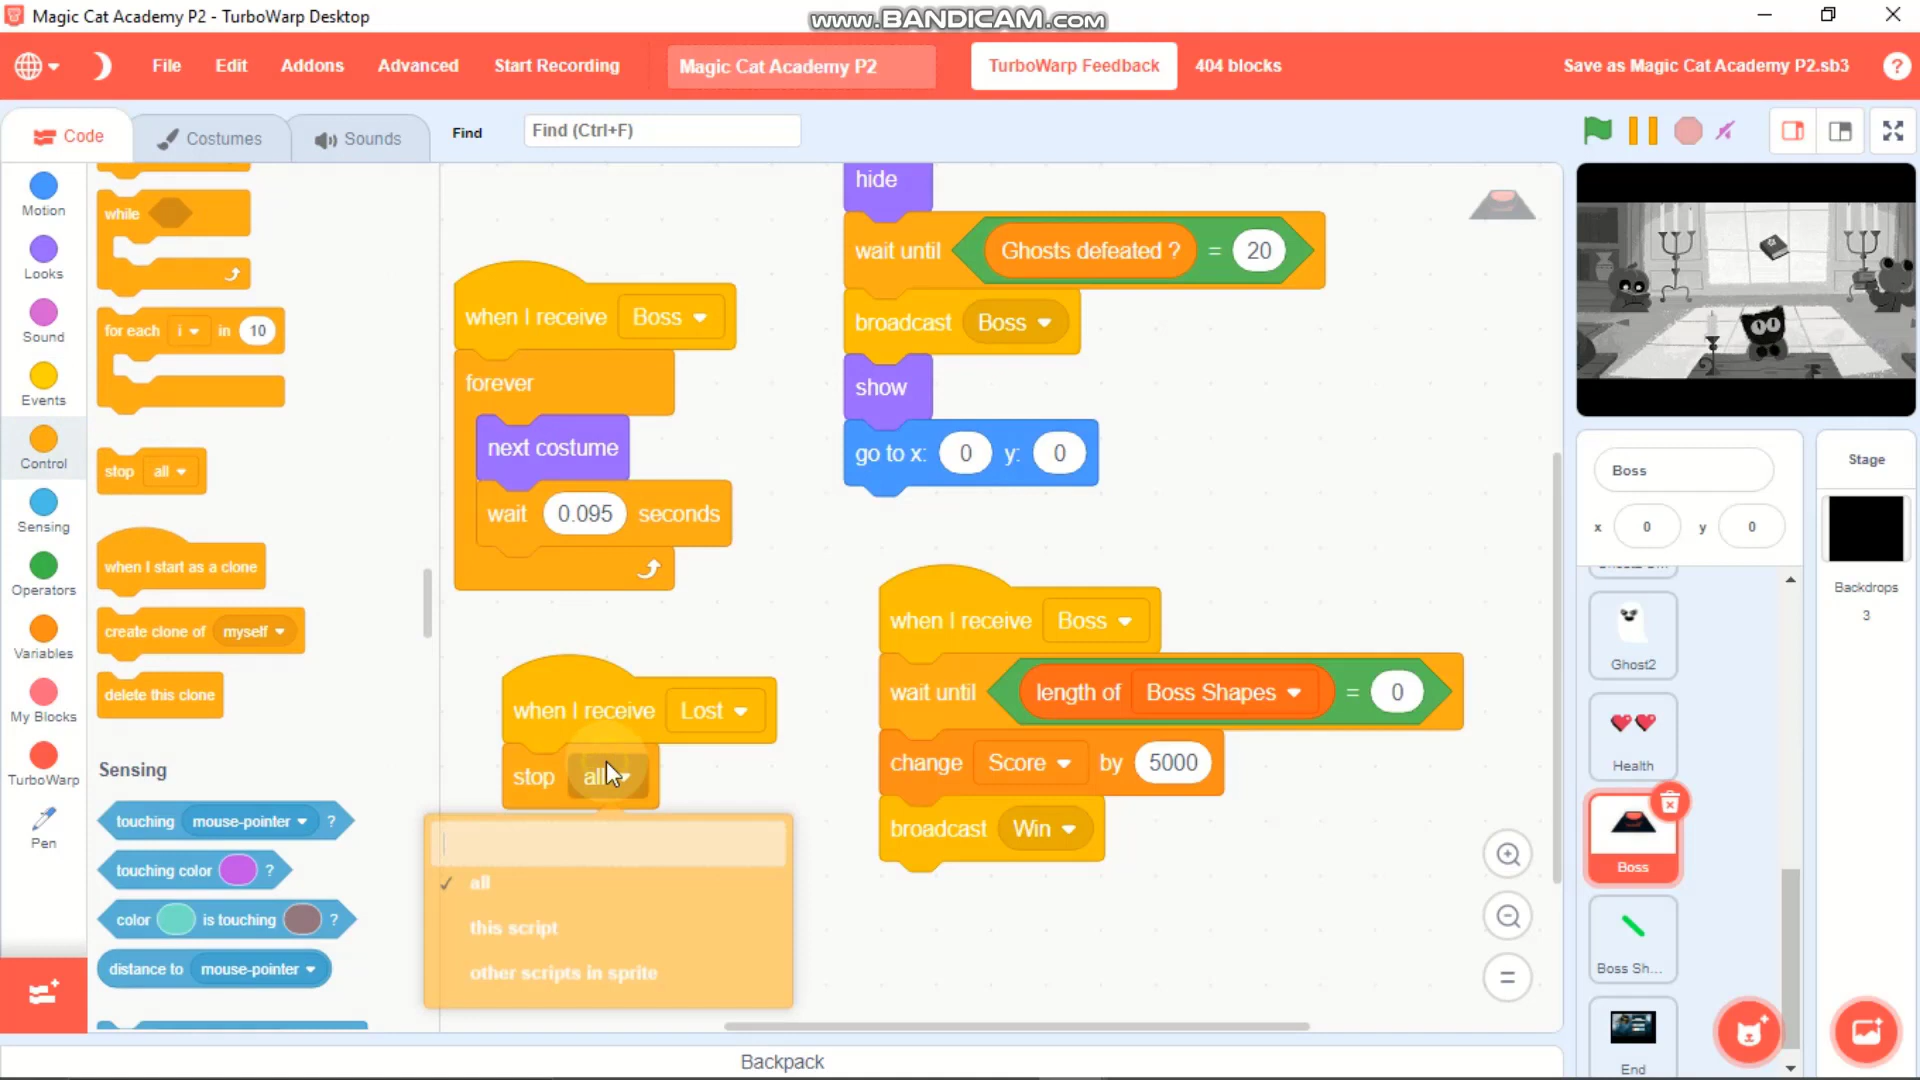 Magic Cat Academy P2 - TurboWarp Desktop
www.BANDICAM.com
File Edit Addons Advanced Start Recording Magic Cat Academy P2 TurboWarp Feedback 404 blocks Save as Magic Cat Academy P2.sb3 ?
Code Costumes Sounds Find Find (Ctrl+F)
Motion
Looks
Sound
Events
Control
Sensing
Operators
Variables
My Blocks
TurboWarp
Pen
while
for each i in 10
stop all
when I start as a clone
create clone of myself
delete this clone
Sensing
touching mouse-pointer ?
touching color ?
color is touching ?
distance to mouse-pointer
when I receive Boss
forever
next costume
wait 0.095 seconds
when I receive Lost
stop all
all
this script
other scripts in sprite
hide
wait until Ghosts defeated ? = 20
broadcast Boss
show
go to x: 0 y: 0
when I receive Boss
wait until length of Boss Shapes = 0
change Score by 5000
broadcast Win
Backpack
Boss
x 0 y 0
Ghost2
Health
Boss
Boss Sh...
End
Stage
Backdrops
3